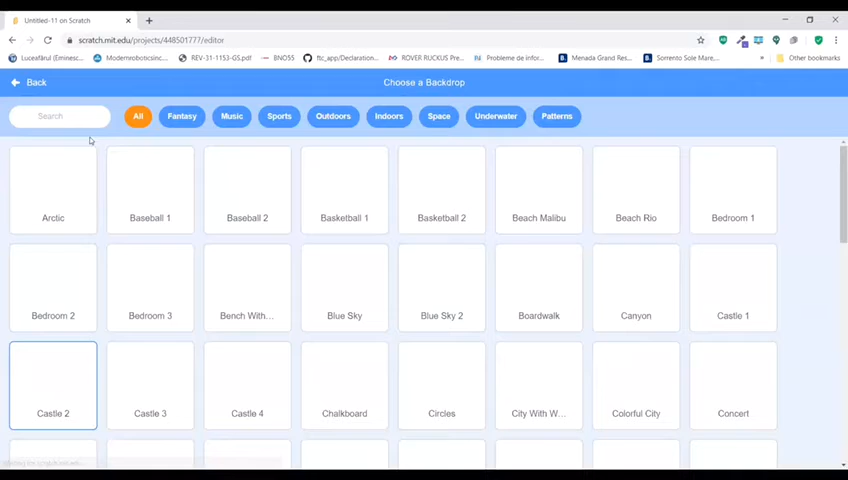 Untitled-11 on Scratch
scratch.mit.edu/projects/448501777/editor
Luceafărul (Eminesc... Modernroboticsinc... REV-31-1153-GS.pdf BNO55 ftc_app/Declaration... ROVER RUCKUS Pre... Probleme de infor... Menada Grand Res... Sorrento Sole Mare,... » Other bookmarks
Back Choose a Backdrop
Search All Fantasy Music Sports Outdoors Indoors Space Underwater Patterns
Arctic Baseball 1 Baseball 2 Basketball 1 Basketball 2 Beach Malibu Beach Rio Bedroom 1
Bedroom 2 Bedroom 3 Bench With... Blue Sky Blue Sky 2 Boardwalk Canyon Castle 1
Castle 2 Castle 3 Castle 4 Chalkboard Circles City With W... Colorful City Concert